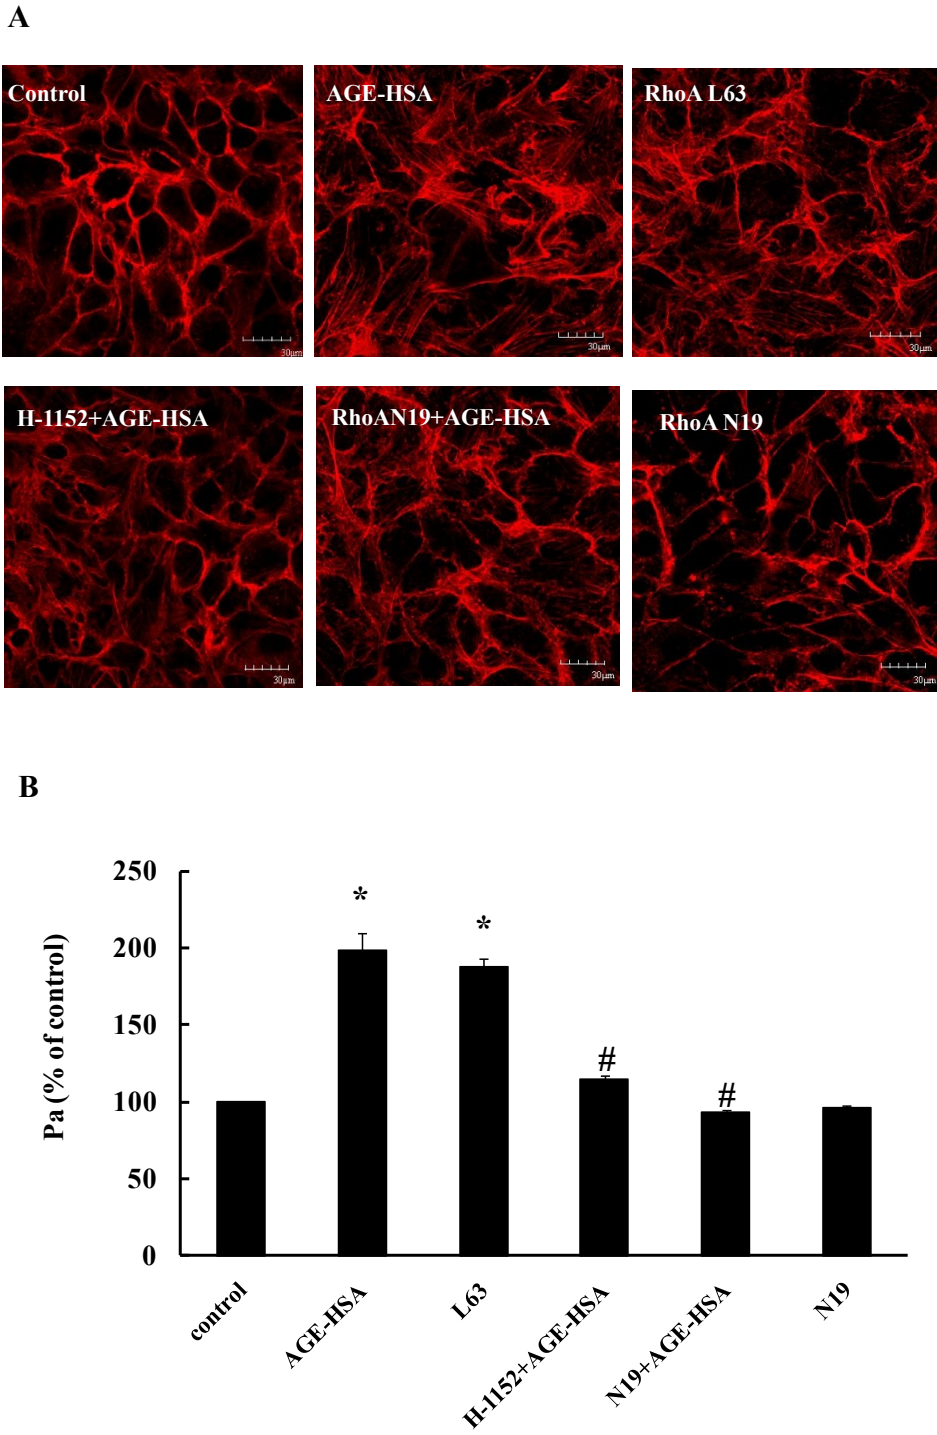 A
Control
AGE-HSA
RhoA L63
30μm
30μm
30μm
H-1152+AGE-HSA
RhoAN19+AGE-HSA
RhoA N19
30μm
30μm
30μm
B
Pa (% of control)
250
200
150
100
50
0
*
*
#
#
control
AGE-HSA
L63
H-1152+AGE-HSA
N19+AGE-HSA
N19